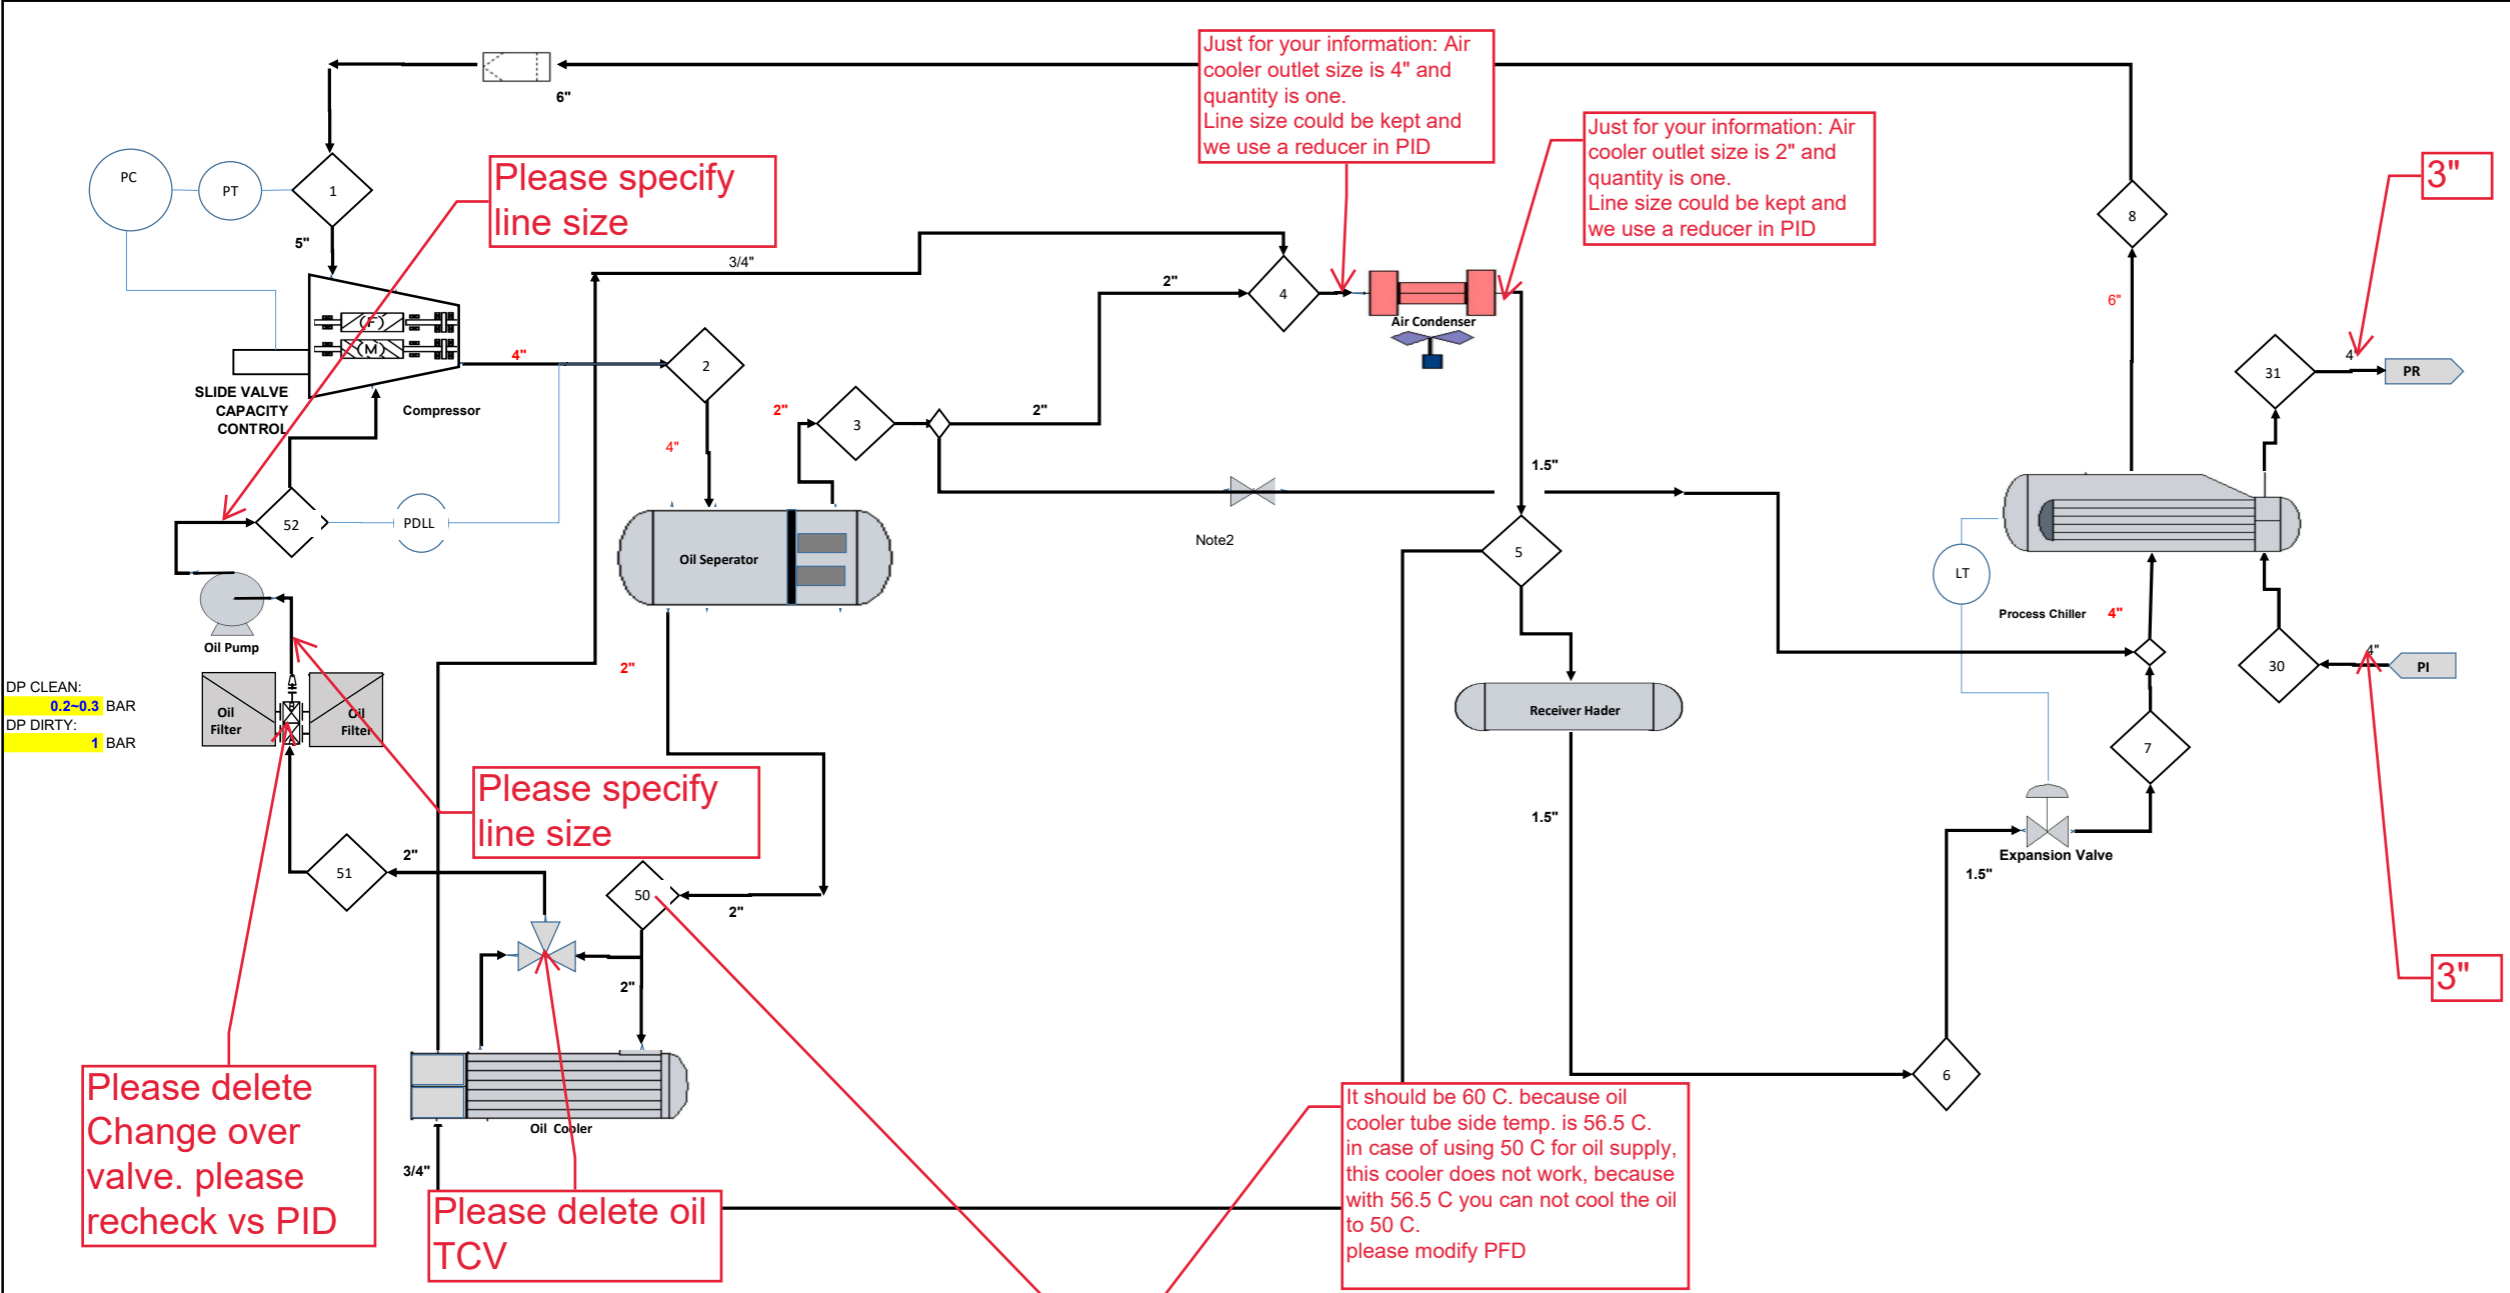 Just for your information: Air
cooler outlet size is 4" and
quantity is one.
Line size could be kept and
we use a reducer in PID
Just for your information: Air
cooler outlet size is 2" and
quantity is one.
Line size could be kept and
we use a reducer in PID
6"
3"
PC
PT
1
Please specify
line size
8
5"
3/4"
2"
4
6"
Air Condenser
F
M
4"
2
4"
31
PR
SLIDE VALVE
CAPACITY
CONTROL
Compressor
2"
3
2"
4"
1.5"
52
PDLL
Note2
5
Oil Seperator
LT
Process Chiller
4"
Oil Pump
2"
30
4"
PI
DP CLEAN:
0.2~0.3 BAR
DP DIRTY:
1 BAR
Oil
Filter
Oil
Filter
Receiver Hader
7
Please specify
line size
1.5"
Expansion Valve
1.5"
51
2"
50
2"
2"
3"
6
Please delete
Change over
valve. please
recheck vs PID
Oil Cooler
3/4"
Please delete oil
TCV
It should be 60 C. because oil
cooler tube side temp. is 56.5 C.
in case of using 50 C for oil supply,
this cooler does not work, because
with 56.5 C you can not cool the oil
to 50 C.
please modify PFD